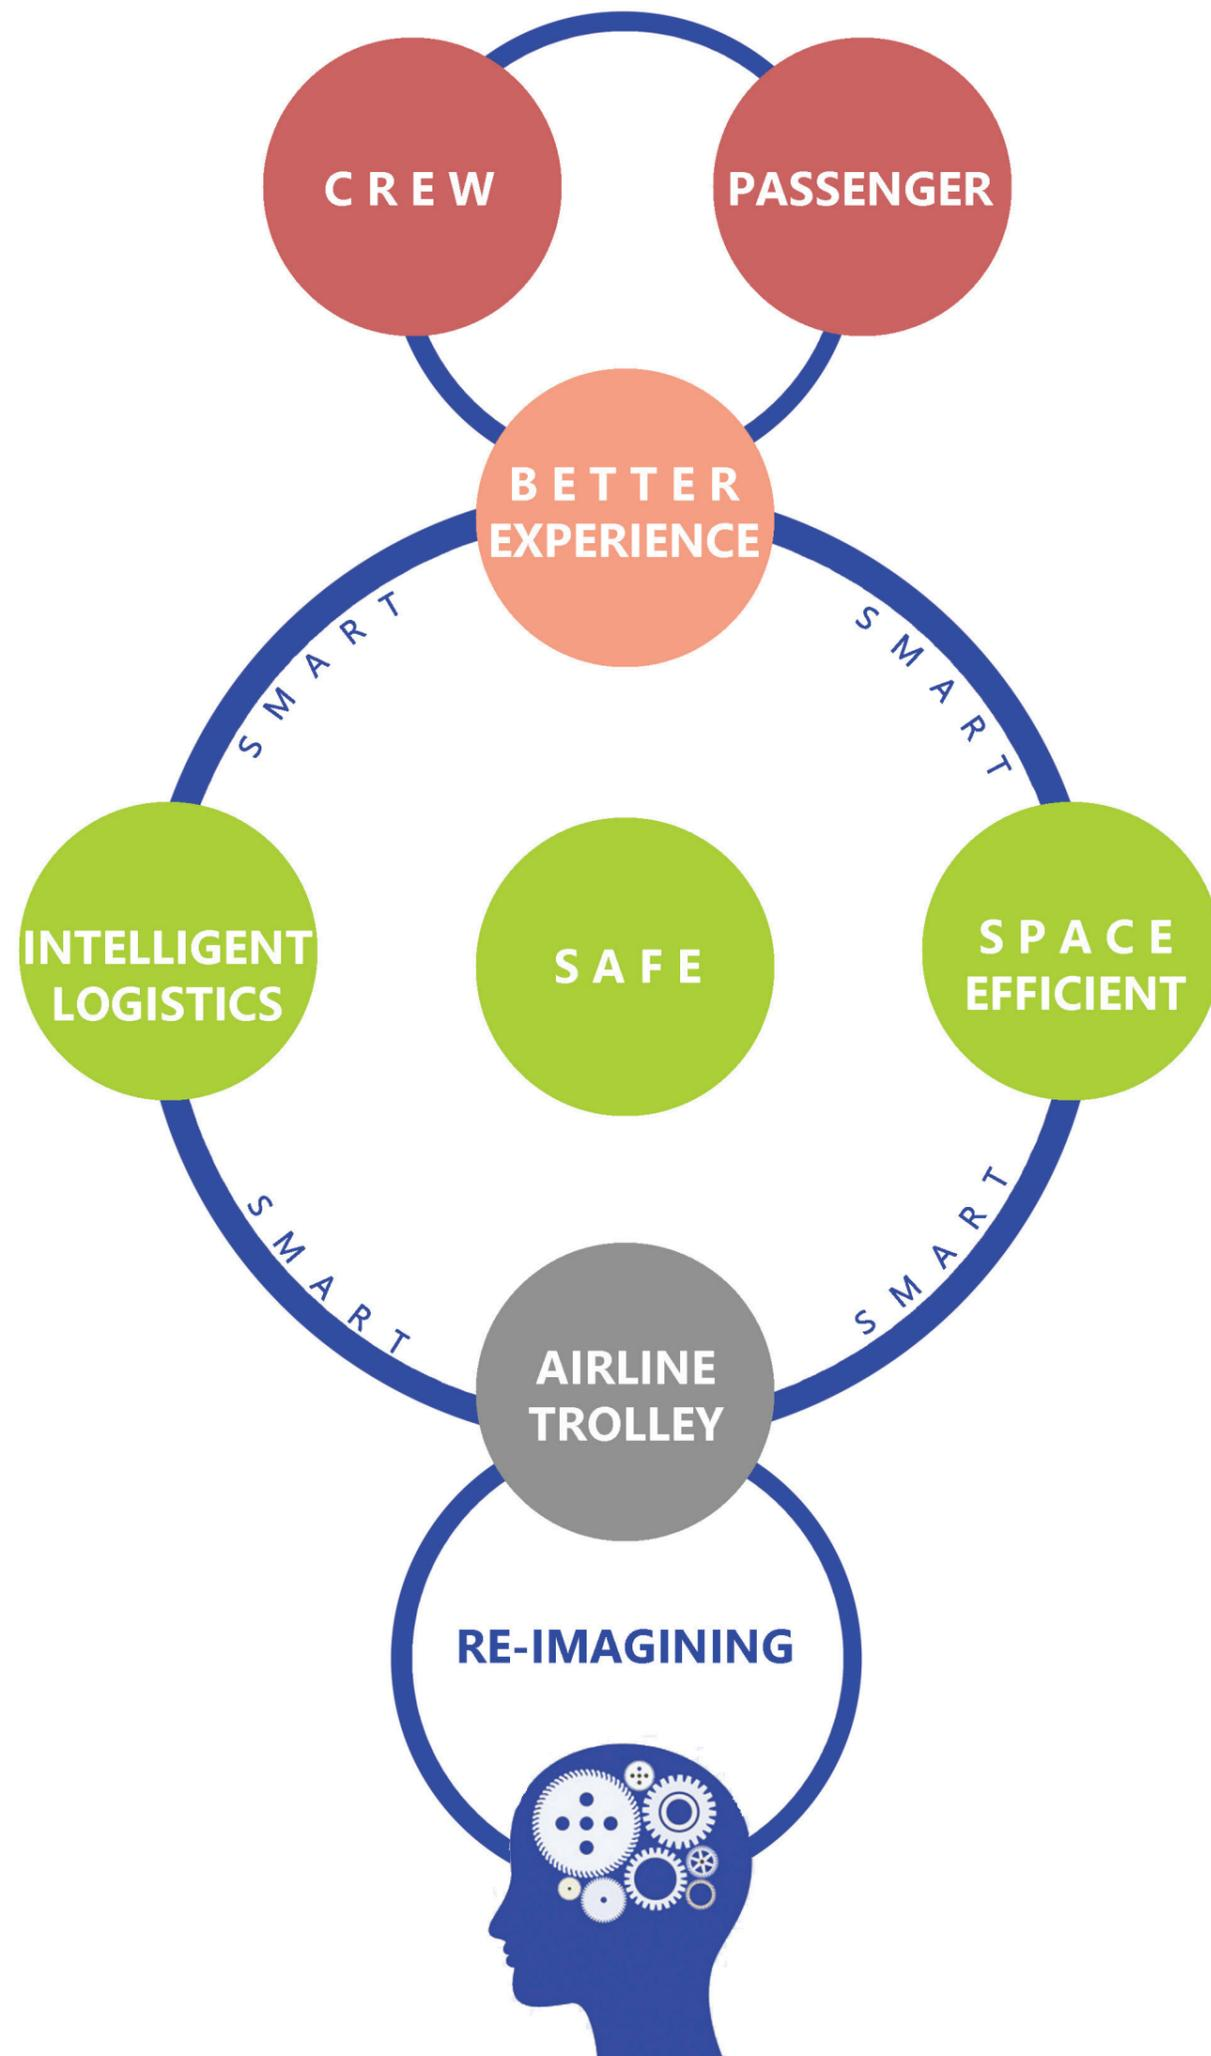 CREW
PASSENGER
BETTER
EXPERIENCE
SMART
SMART
INTELLIGENT
LOGISTICS
SAFE
SPACE
EFFICIENT
SMART
SMART
AIRLINE
TROLLEY
RE-IMAGINING